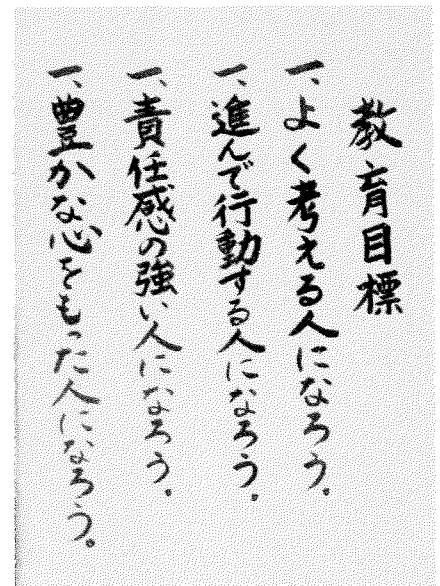 教育目標
一、よく考える人になろう。
一、進んで行動する人になろう。
一、責任感の強い人になろう。
一、豊かな心をもった人になろう。